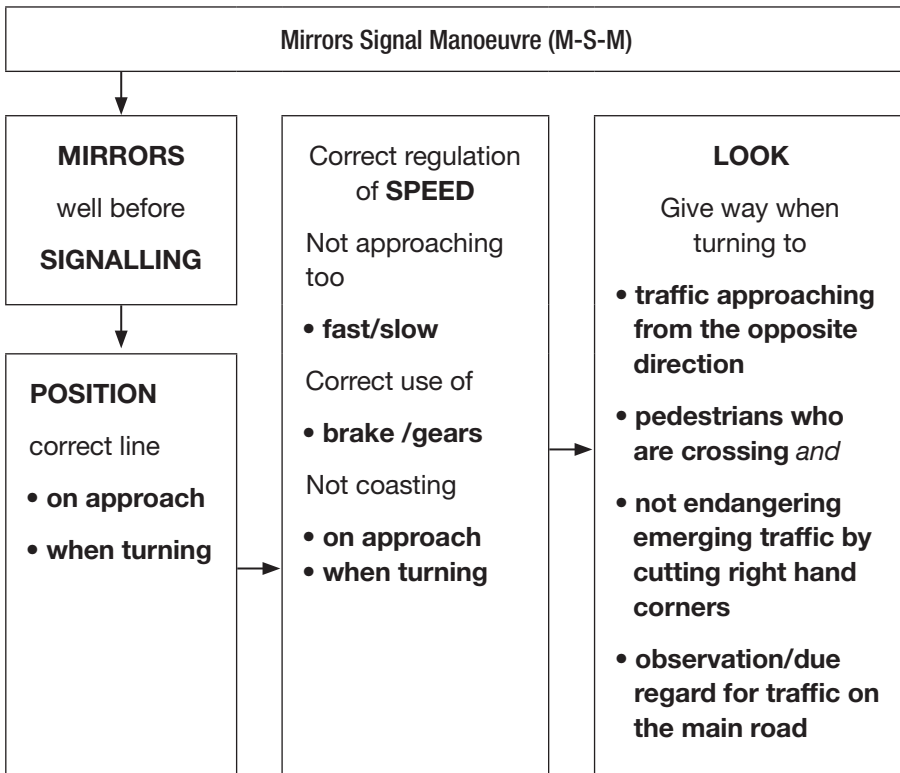 Mirrors Signal Manoeuvre (M-S-M)
MIRRORS
well before
SIGNALLING
POSITION
correct line
• on approach
• when turning
Correct regulation
of SPEED
Not approaching
too
• fast/slow
Correct use of
• brake /gears
Not coasting
• on approach
• when turning
LOOK
Give way when
turning to
• traffic approaching
from the opposite
direction
• pedestrians who
are crossing and
• not endangering
emerging traffic by
cutting right hand
corners
• observation/due
regard for traffic on
the main road